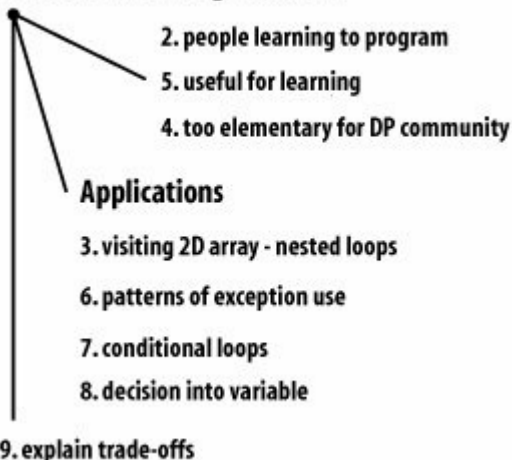 2. people learning to program
5. useful for learning
4. too elementary for DP community
Applications
3. visiting 2D array - nested loops
6. patterns of exception use
7. conditional loops
8. decision into variable
9. explain trade-offs